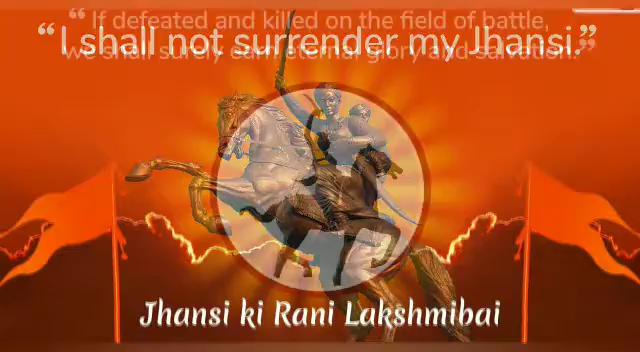 “If defeated and killed on the field of battle,
“I shall not surrender my Jhansi.”
we shall surely earn eternal glory and salvation.”
Jhansi ki Rani Lakshmibai